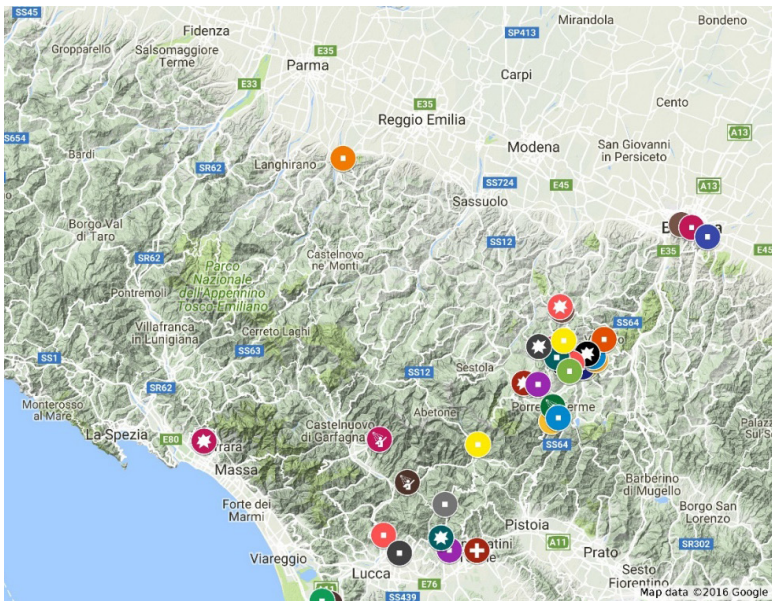 SS45
Mirandola
Bondeno
Fidenza
Gropparello
Salsomaggiore
Terme
E35
SP413
Parma
Carpi
E33
Cento
E35
Reggio Emilia
A13
SS654
Modena
San Giovanni
in Persiceto
Bardi
SR62
Langhirano
SS724
E45
A13
Sassuolo
Borgo Val
di Taro
SS12
E35
E45
SR62
Castelnovo
ne' Monti
Parco
Nazionale
dell'Appennino
Tosco-Emiliano
Pontremoli
Villafranca
in Lunigiana
Cerreto Laghi
SS64
SS1
SS63
SS12
Sestola
SR62
Monterosso
al Mare
Abetone
La Spezia
E80
Castelnuovo
di Garfagna
SS64
Massa
Barberino
di Mugello
Forte dei
Marmi
Borgo San
Lorenzo
Pistoia
A11
Prato
SR302
Viareggio
Lucca
E76
Sesto
Fiorentino
SS439
Map data ©2016 Google